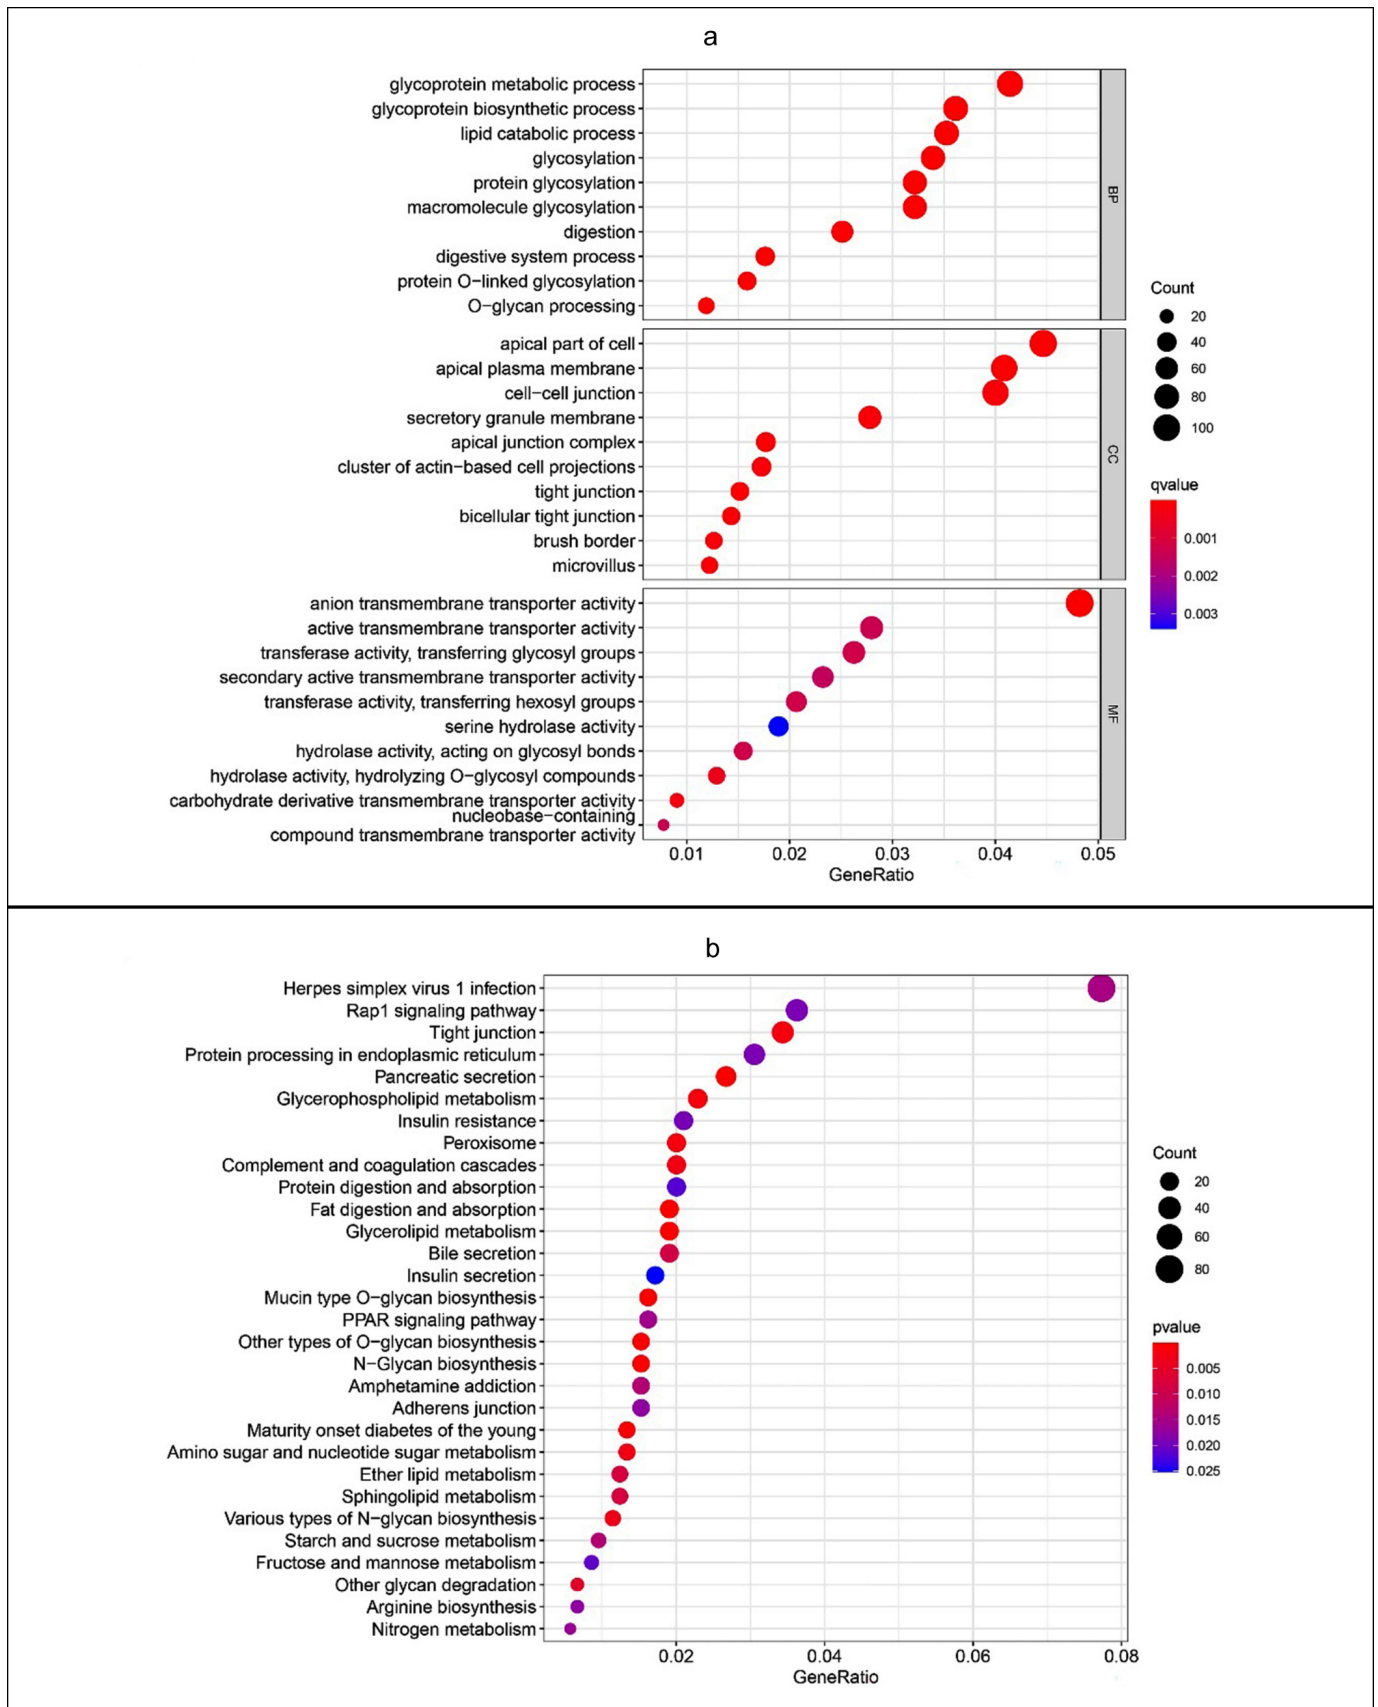 a
glycoprotein metabolic process
glycoprotein biosynthetic process
lipid catabolic process
glycosylation
protein glycosylation
macromolecule glycosylation
digestion
digestive system process
protein O−linked glycosylation
O−glycan processing
BP
apical part of cell
apical plasma membrane
cell−cell junction
secretory granule membrane
apical junction complex
cluster of actin−based cell projections
tight junction
bicellular tight junction
brush border
microvillus
CC
anion transmembrane transporter activity
active transmembrane transporter activity
transferase activity, transferring glycosyl groups
secondary active transmembrane transporter activity
transferase activity, transferring hexosyl groups
serine hydrolase activity
hydrolase activity, acting on glycosyl bonds
hydrolase activity, hydrolyzing O−glycosyl compounds
carbohydrate derivative transmembrane transporter activity
nucleobase−containing
compound transmembrane transporter activity
MF
0.01 0.02 0.03 0.04 0.05
GeneRatio
Count
20
40
60
80
100
qvalue
0.001
0.002
0.003
b
Herpes simplex virus 1 infection
Rap1 signaling pathway
Tight junction
Protein processing in endoplasmic reticulum
Pancreatic secretion
Glycerophospholipid metabolism
Insulin resistance
Peroxisome
Complement and coagulation cascades
Protein digestion and absorption
Fat digestion and absorption
Glycerolipid metabolism
Bile secretion
Insulin secretion
Mucin type O−glycan biosynthesis
PPAR signaling pathway
Other types of O−glycan biosynthesis
N−Glycan biosynthesis
Amphetamine addiction
Adherens junction
Maturity onset diabetes of the young
Amino sugar and nucleotide sugar metabolism
Ether lipid metabolism
Sphingolipid metabolism
Various types of N−glycan biosynthesis
Starch and sucrose metabolism
Fructose and mannose metabolism
Other glycan degradation
Arginine biosynthesis
Nitrogen metabolism
0.02 0.04 0.06 0.08
GeneRatio
Count
20
40
60
80
pvalue
0.005
0.010
0.015
0.020
0.025